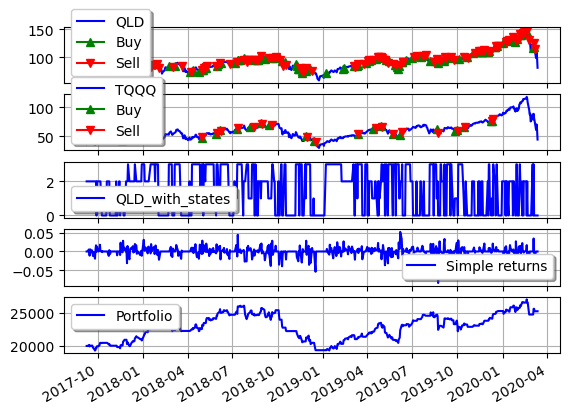 QLD
Buy
Sell
150
100
TQQQ
Buy
Sell
100
50
QLD_with_states
2
0
Simple returns
0.05
0.00
−0.05
Portfolio
25000
20000
2017-10 2018-01 2018-04 2018-07 2018-10 2019-01 2019-04 2019-07 2019-10 2020-01 2020-04